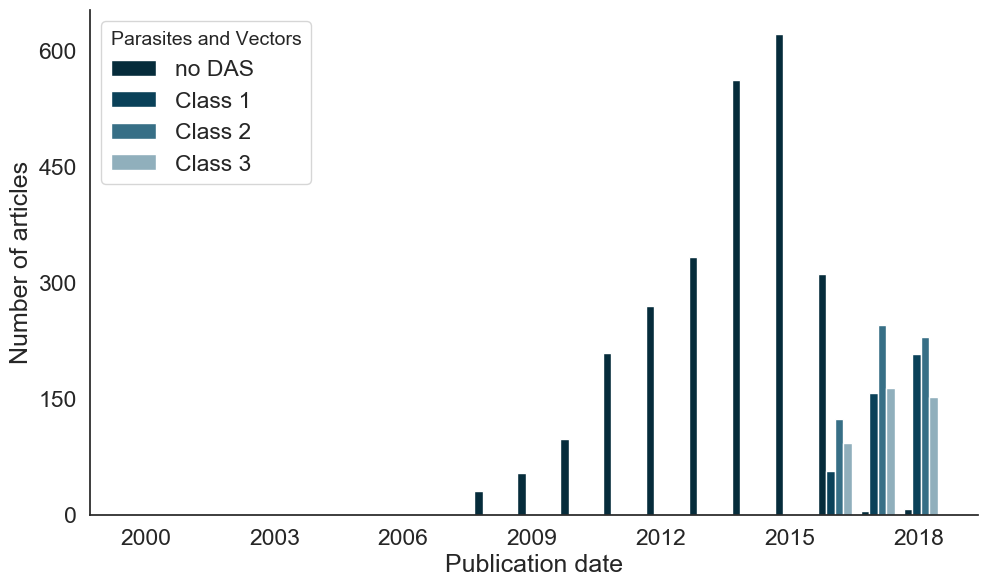 Parasites and Vectors
no DAS
Class 1
Class 2
Class 3
Number of articles
600
450
300
150
0
2000 2003 2006 2009 2012 2015 2018
Publication date